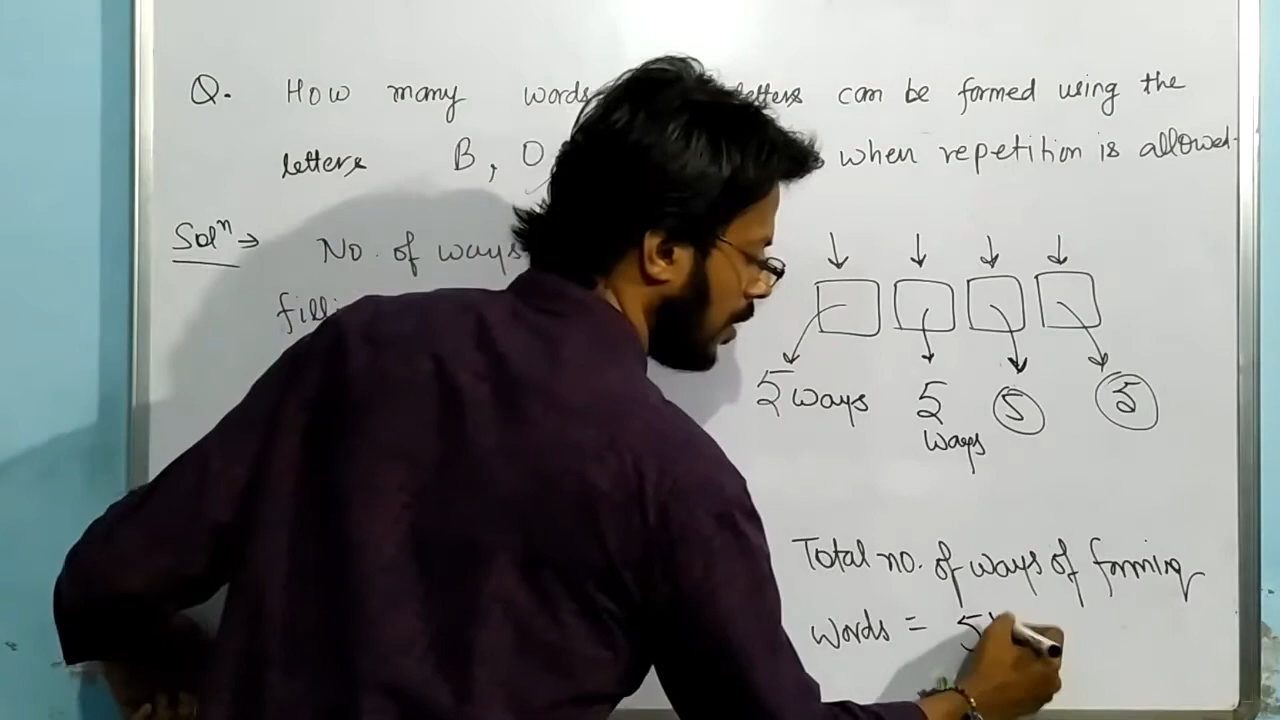 Q. How many words letters can be formed using the
letters B, O when repetition is allowed.
Solⁿ → No. of ways
5 ways 5 5 5
ways
Total no. of ways of forming
words = 5